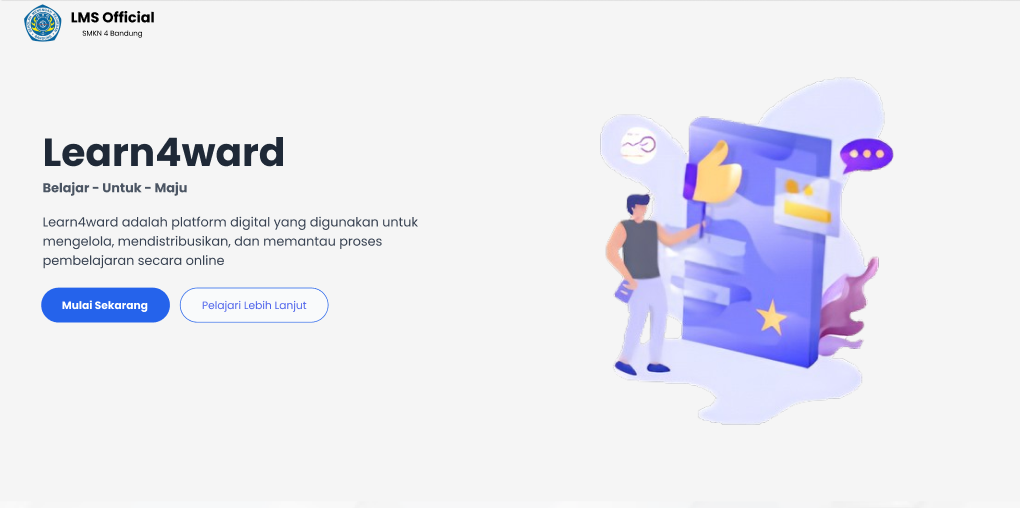 LMS Official
SMKN 4 Bandung
Learn4ward
Belajar - Untuk - Maju
Learn4ward adalah platform digital yang digunakan untuk
mengelola, mendistribusikan, dan memantau proses
pembelajaran secara online
Mulai Sekarang
Pelajari Lebih Lanjut